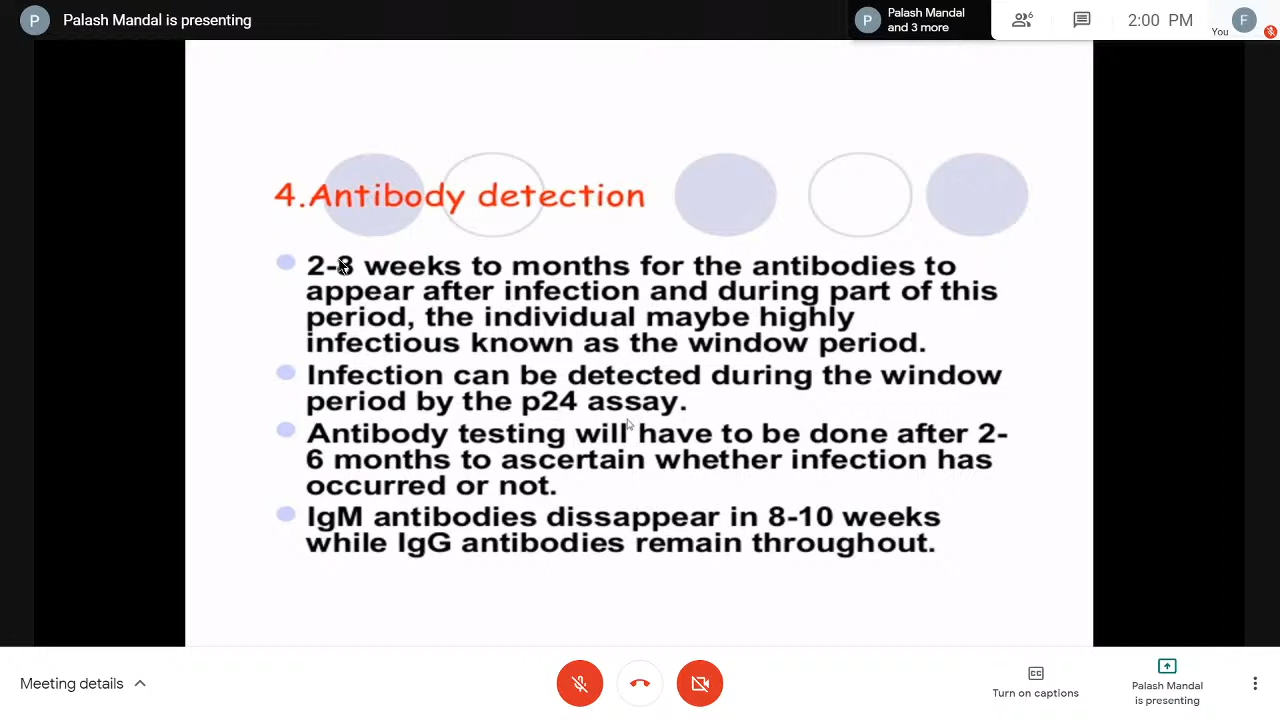 P Palash Mandal is presenting
P Palash Mandal
and 3 more
6
2:00 PM
You
F
4.Antibody detection
2-8 weeks to months for the antibodies to
appear after infection and during part of this
period, the individual maybe highly
infectious known as the window period.
Infection can be detected during the window
period by the p24 assay.
Antibody testing will have to be done after 2-
6 months to ascertain whether infection has
occurred or not.
IgM antibodies dissappear in 8-10 weeks
while IgG antibodies remain throughout.
Meeting details
CC
Turn on captions
Palash Mandal
is presenting